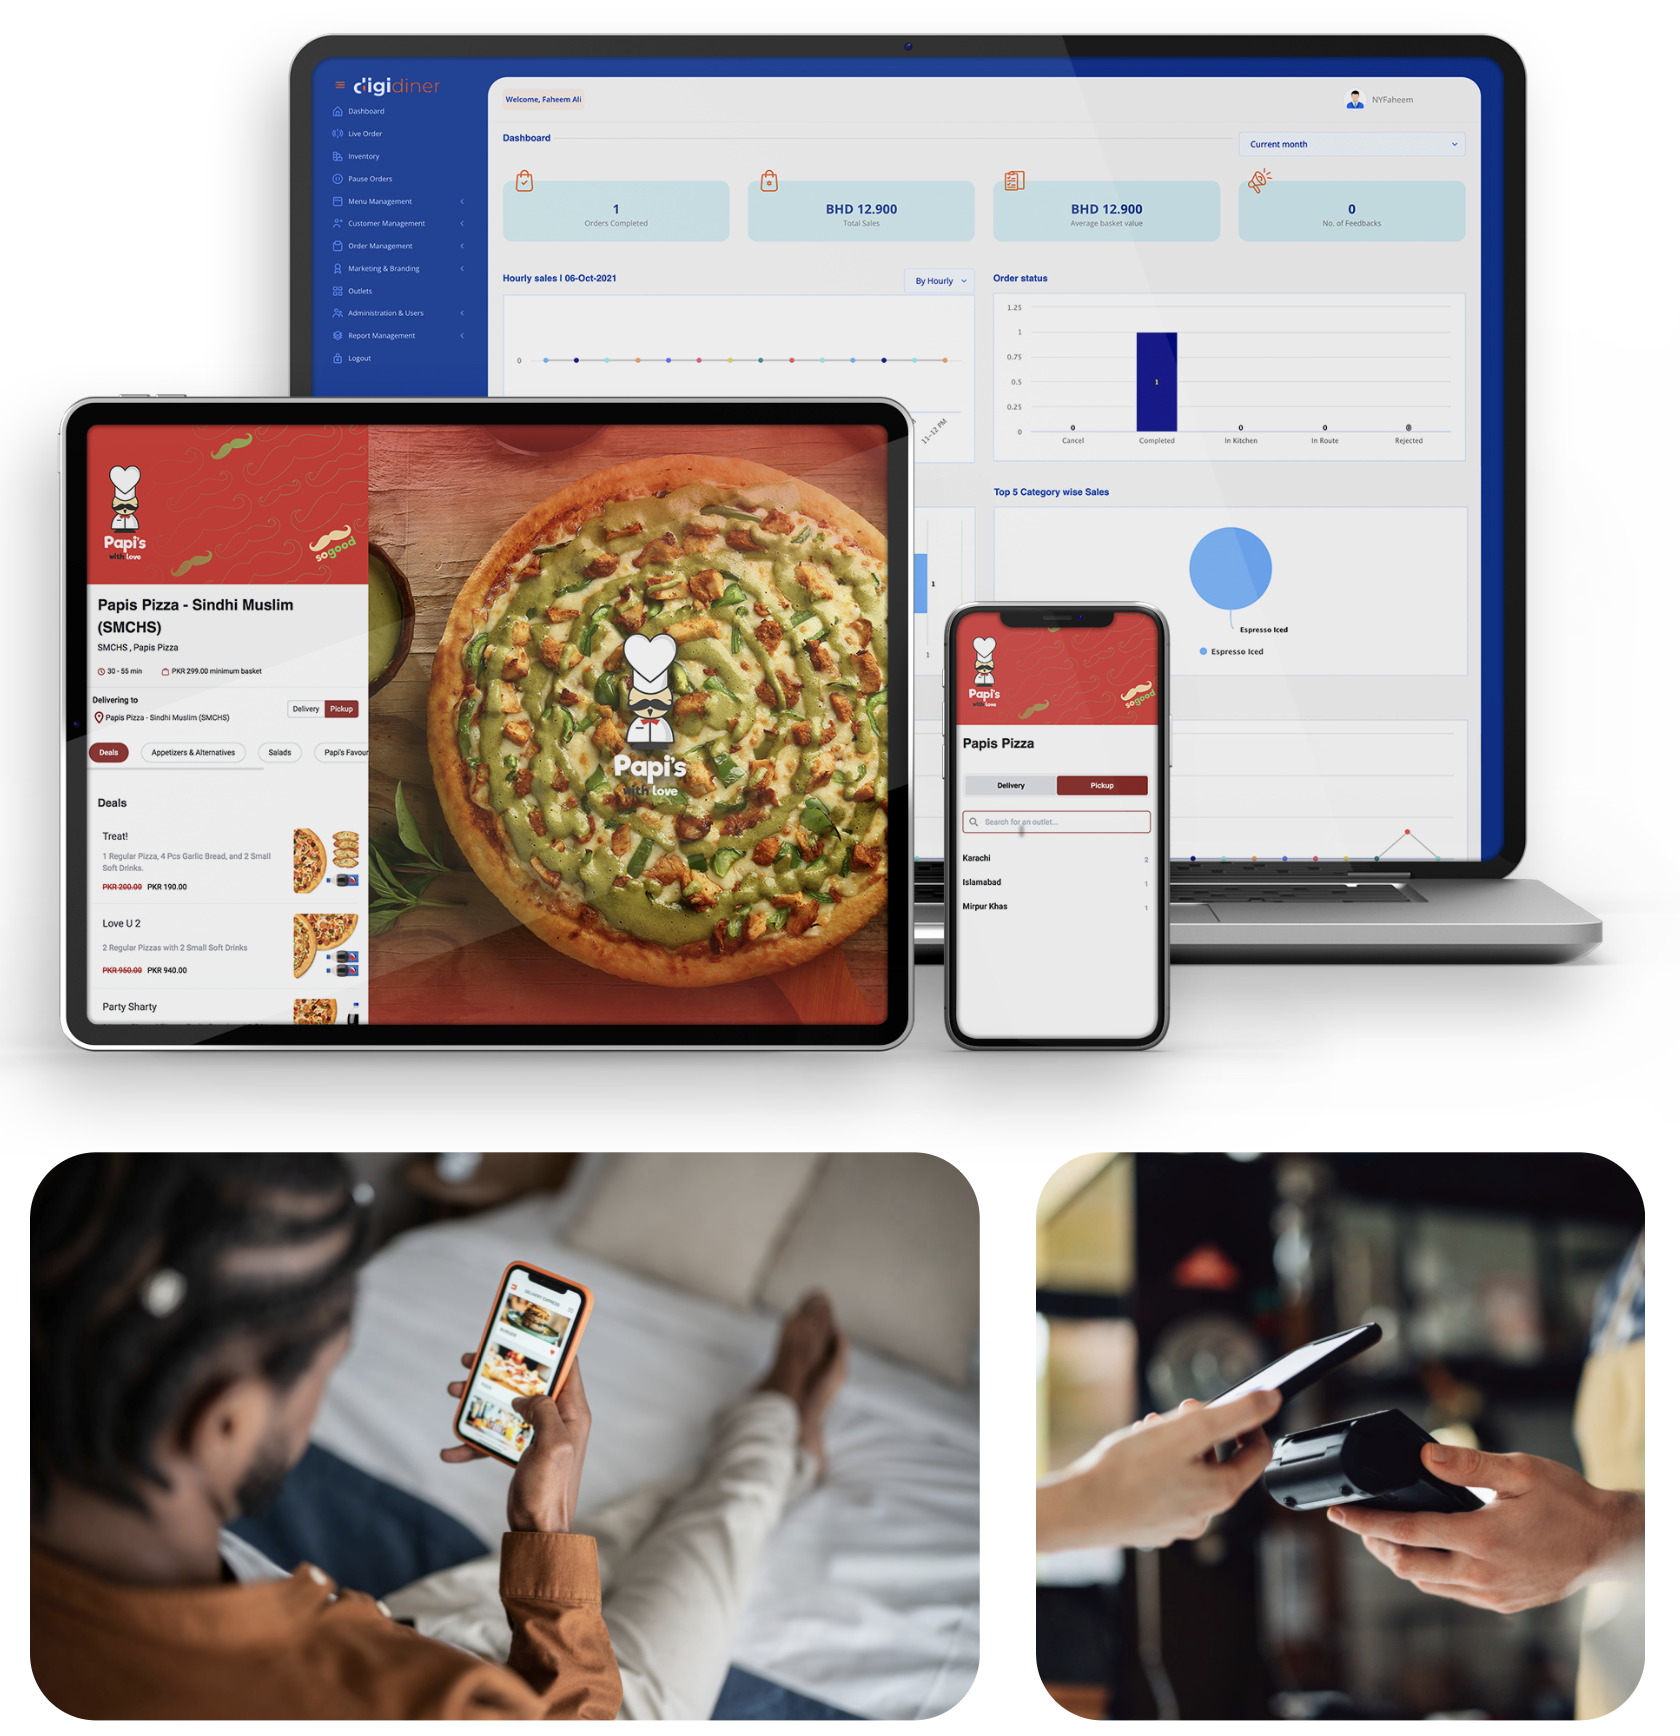 digidiner
Dashboard
Live Order
Inventory
Pause Orders
Menu Management
Customer Management
Order Management
Marketing & Branding
Outlets
Administration & Users
Report Management
Logout
Welcome, Faheem Ali
NYFaheem
Dashboard
Current month
1
Orders Completed
BHD 12.900
Total Sales
BHD 12.900
Average basket value
0
No. of Feedbacks
Hourly sales | 06-Oct-2021
By Hourly
0
11-12 PM
Order status
1.25
1
0.75
0.5
0.25
0
0
1
0
0
0
Cancel
Completed
In Kitchen
In Route
Rejected
1
1
Top 5 Category wise Sales
Espresso Iced
Espresso Iced
Papi's
with love
sogood
Papis Pizza - Sindhi Muslim
(SMCHS)
SMCHS , Papis Pizza
30 - 55 min
PKR 299.00 minimum basket
Delivering to
Papis Pizza - Sindhi Muslim (SMCHS)
Delivery
Pickup
Deals
Appetizers & Alternatives
Salads
Papi's Favour
Deals
Treat!
1 Regular Pizza, 4 Pcs Garlic Bread, and 2 Small
Soft Drinks.
PKR 200.00 PKR 190.00
Love U 2
2 Regular Pizzas with 2 Small Soft Drinks
PKR 950.00 PKR 940.00
Party Sharty
Papi's
with love
Papi's
with love
sogood
Papis Pizza
Delivery
Pickup
Search for an outlet...
Karachi 2
Islamabad 1
Mirpur Khas 1
DELIVERY EXPRESS
BURGER
PIZZA